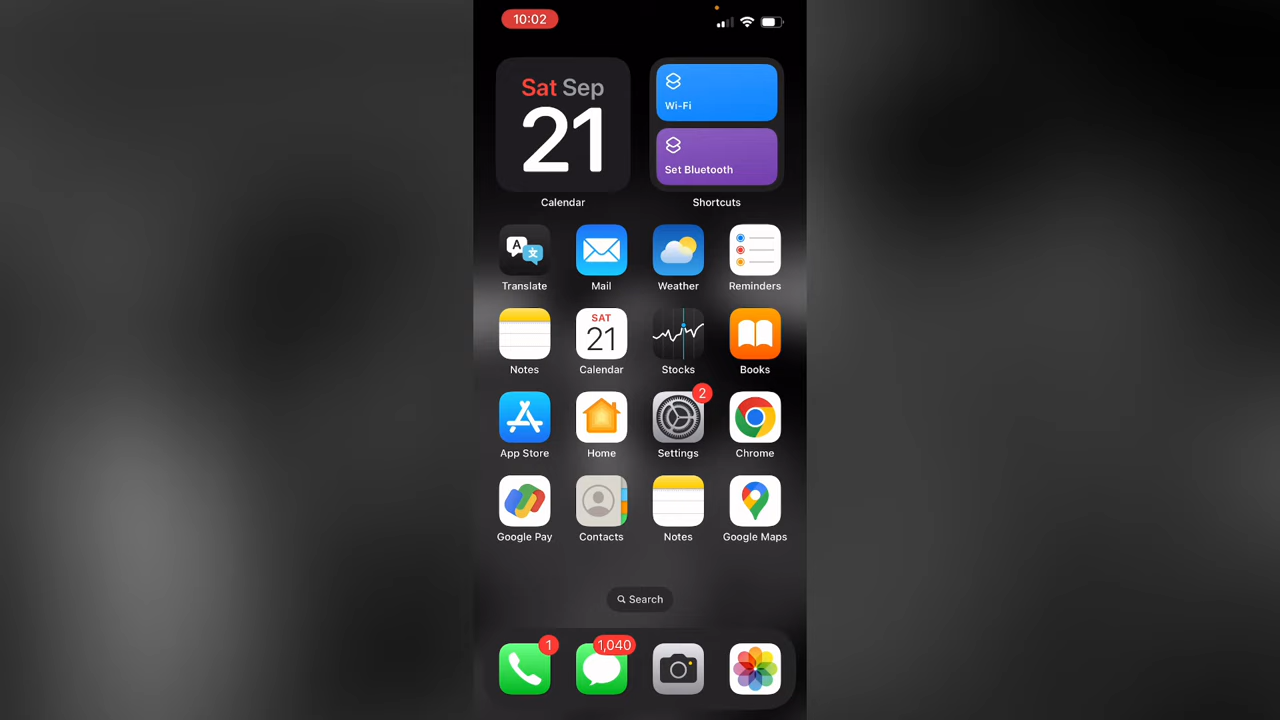 10:02
Sat Sep
21
Wi-Fi
Set Bluetooth
Calendar
Shortcuts
A
文
Translate
Mail
Weather
Reminders
SAT
21
Notes
Calendar
Stocks
Books
2
App Store
Home
Settings
Chrome
Google Pay
Contacts
Notes
Google Maps
Search
1
1,040